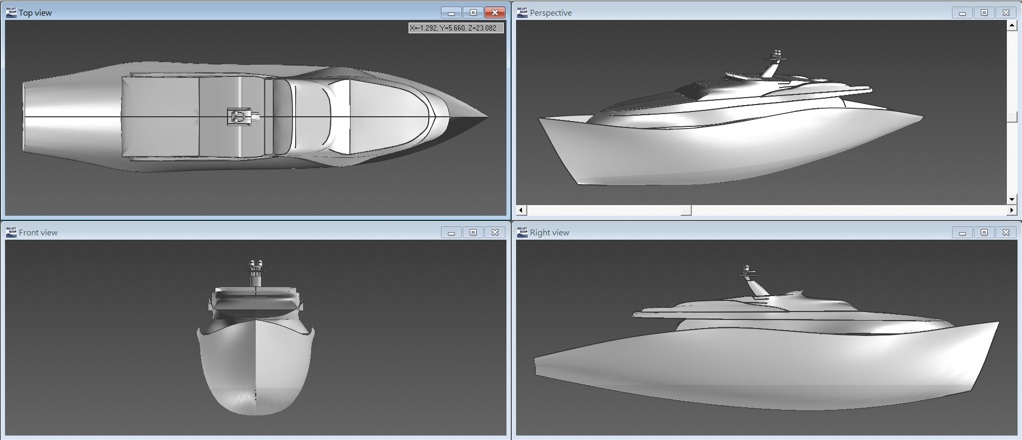 Top view
X=-1.292, Y=5.660, Z=23.082
Perspective
Front view
Right view